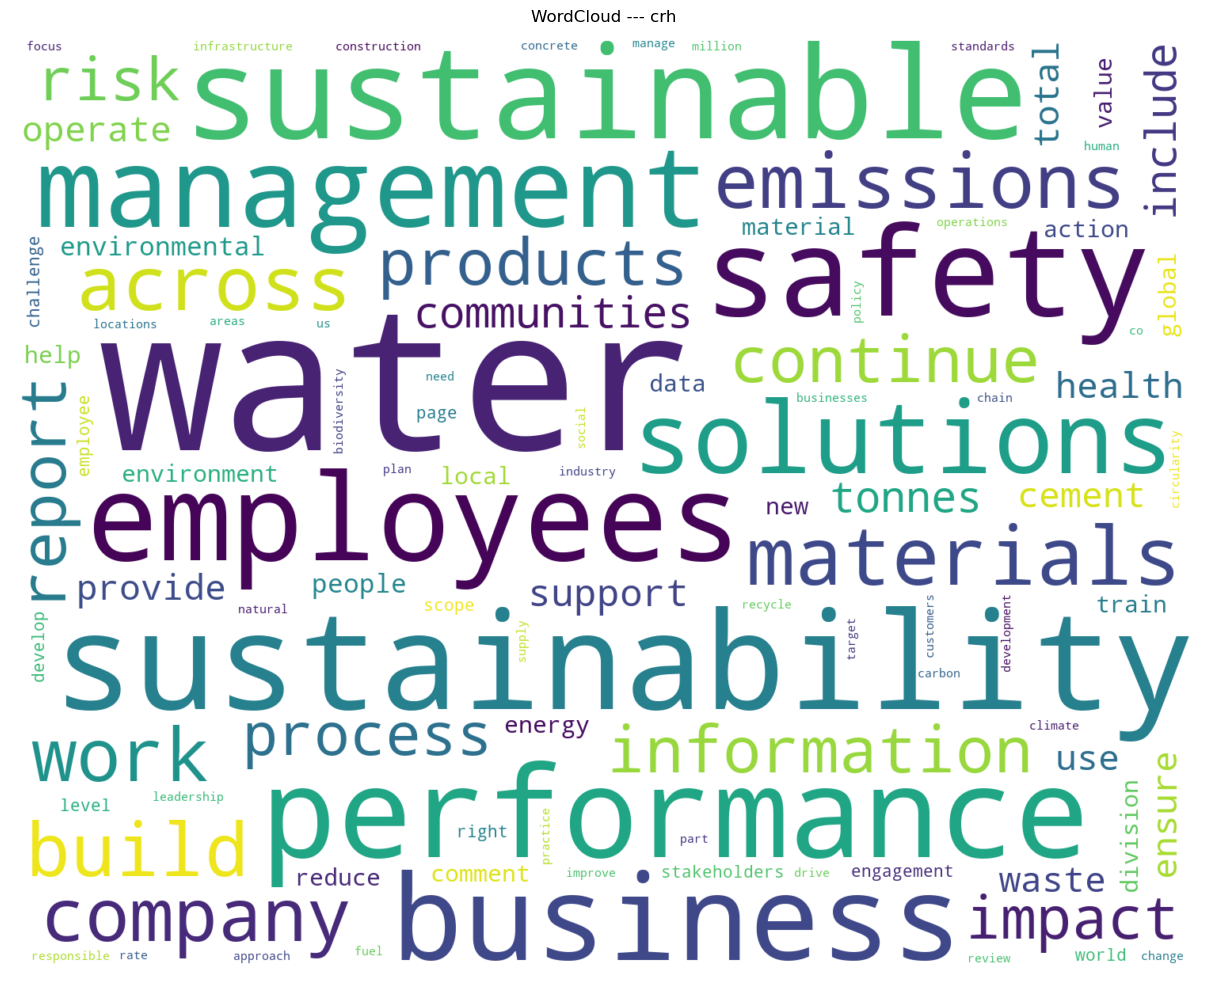 WordCloud --- crh
focus infrastructure construction concrete manage million standards
risk sustainable total value include
operate human
management emissions
material operations action
challenge environmental products safety
across communities policy global
locations areas us co
help water continue
need data health
report employee biodiversity page social solutions businesses chain circularity
environment plan local industry
employees new tonnes cement
materials
provide people support
natural scope recycle train
develop sustainability supply target customers development
carbon
work process energy information climate use
level leadership performance division ensure
build right practice part
reduce comment improve stakeholders drive engagement waste
company business impact
responsible rate approach fuel review world change